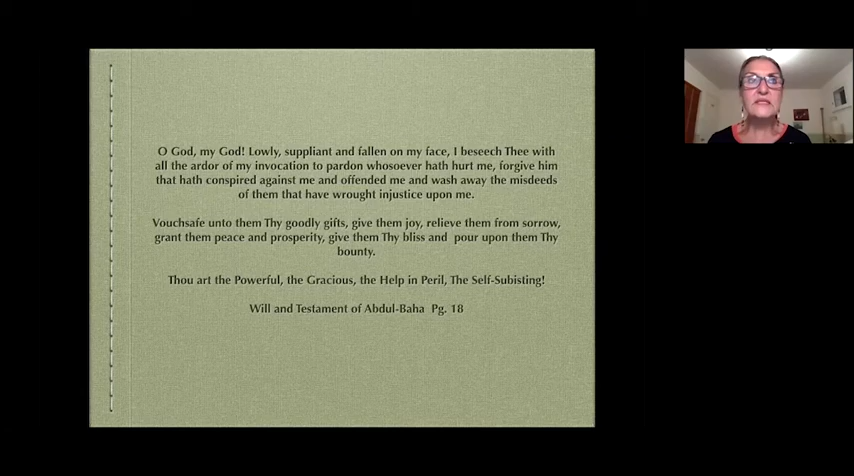 O God, my God! Lowly, suppliant and fallen on my face, I beseech Thee with
all the ardor of my invocation to pardon whosoever hath hurt me, forgive him
that hath conspired against me and offended me and wash away the misdeeds
of them that have wrought injustice upon me.
Vouchsafe unto them Thy goodly gifts, give them joy, relieve them from sorrow,
grant them peace and prosperity, give them Thy bliss and pour upon them Thy
bounty.
Thou art the Powerful, the Gracious, the Help in Peril, The Self-Subisting!
Will and Testament of Abdul-Baha Pg. 18